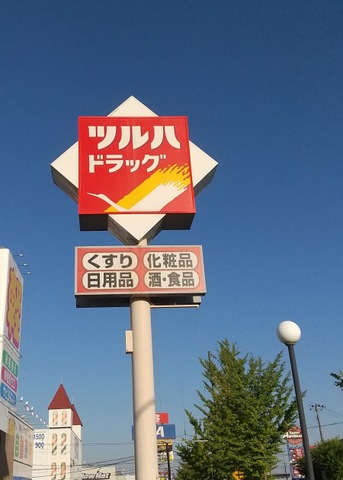 ツルハ
ドラッグ
くすり 化粧品
日用品 酒・食品